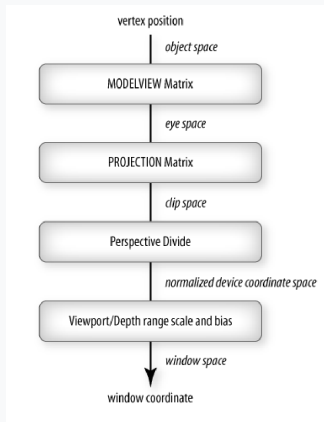 vertex position
object space
MODELVIEW Matrix
eye space
PROJECTION Matrix
clip space
Perspective Divide
normalized device coordinate space
Viewport/Depth range scale and bias
window space
window coordinate